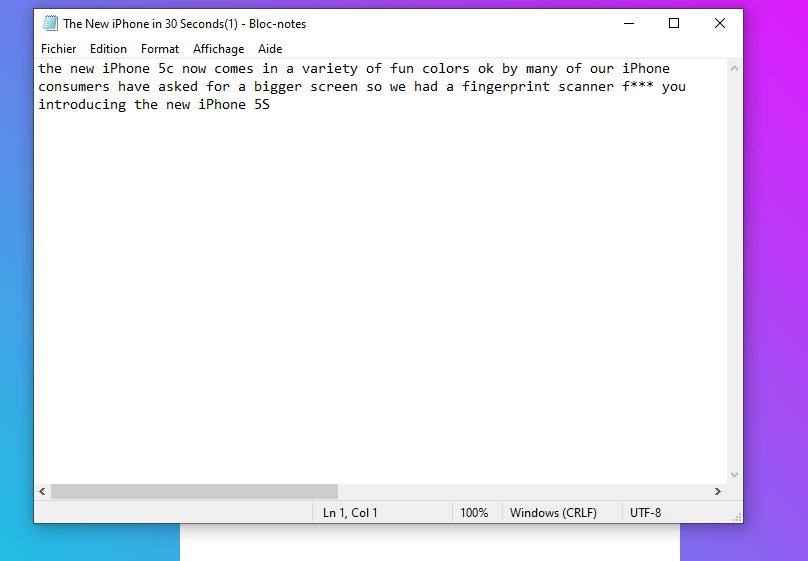 The New iPhone in 30 Seconds(1) - Bloc-notes
Fichier Edition Format Affichage Aide
the new iPhone 5c now comes in a variety of fun colors ok by many of our iPhone
consumers have asked for a bigger screen so we had a fingerprint scanner f*** you
introducing the new iPhone 5S
Ln 1, Col 1 100% Windows (CRLF) UTF-8